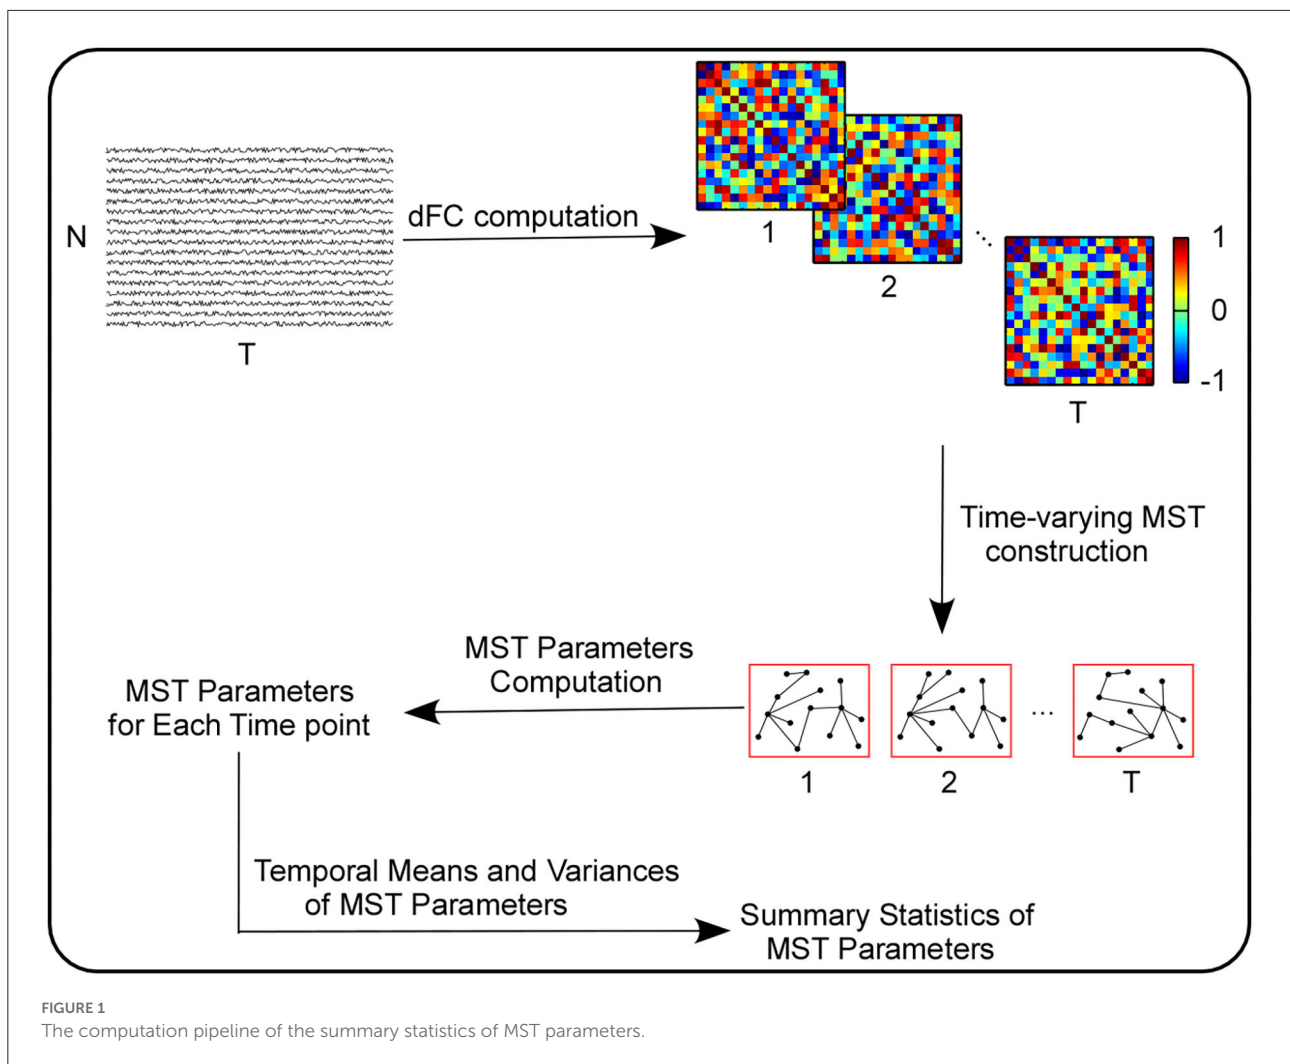 N
T
dFC computation
1
2
⋱
T
1
0
-1
Time-varying MST
construction
MST Parameters
Computation
1
2
...
T
MST Parameters
for Each Time point
Temporal Means and Variances
of MST Parameters
Summary Statistics of
MST Parameters
FIGURE 1
The computation pipeline of the summary statistics of MST parameters.